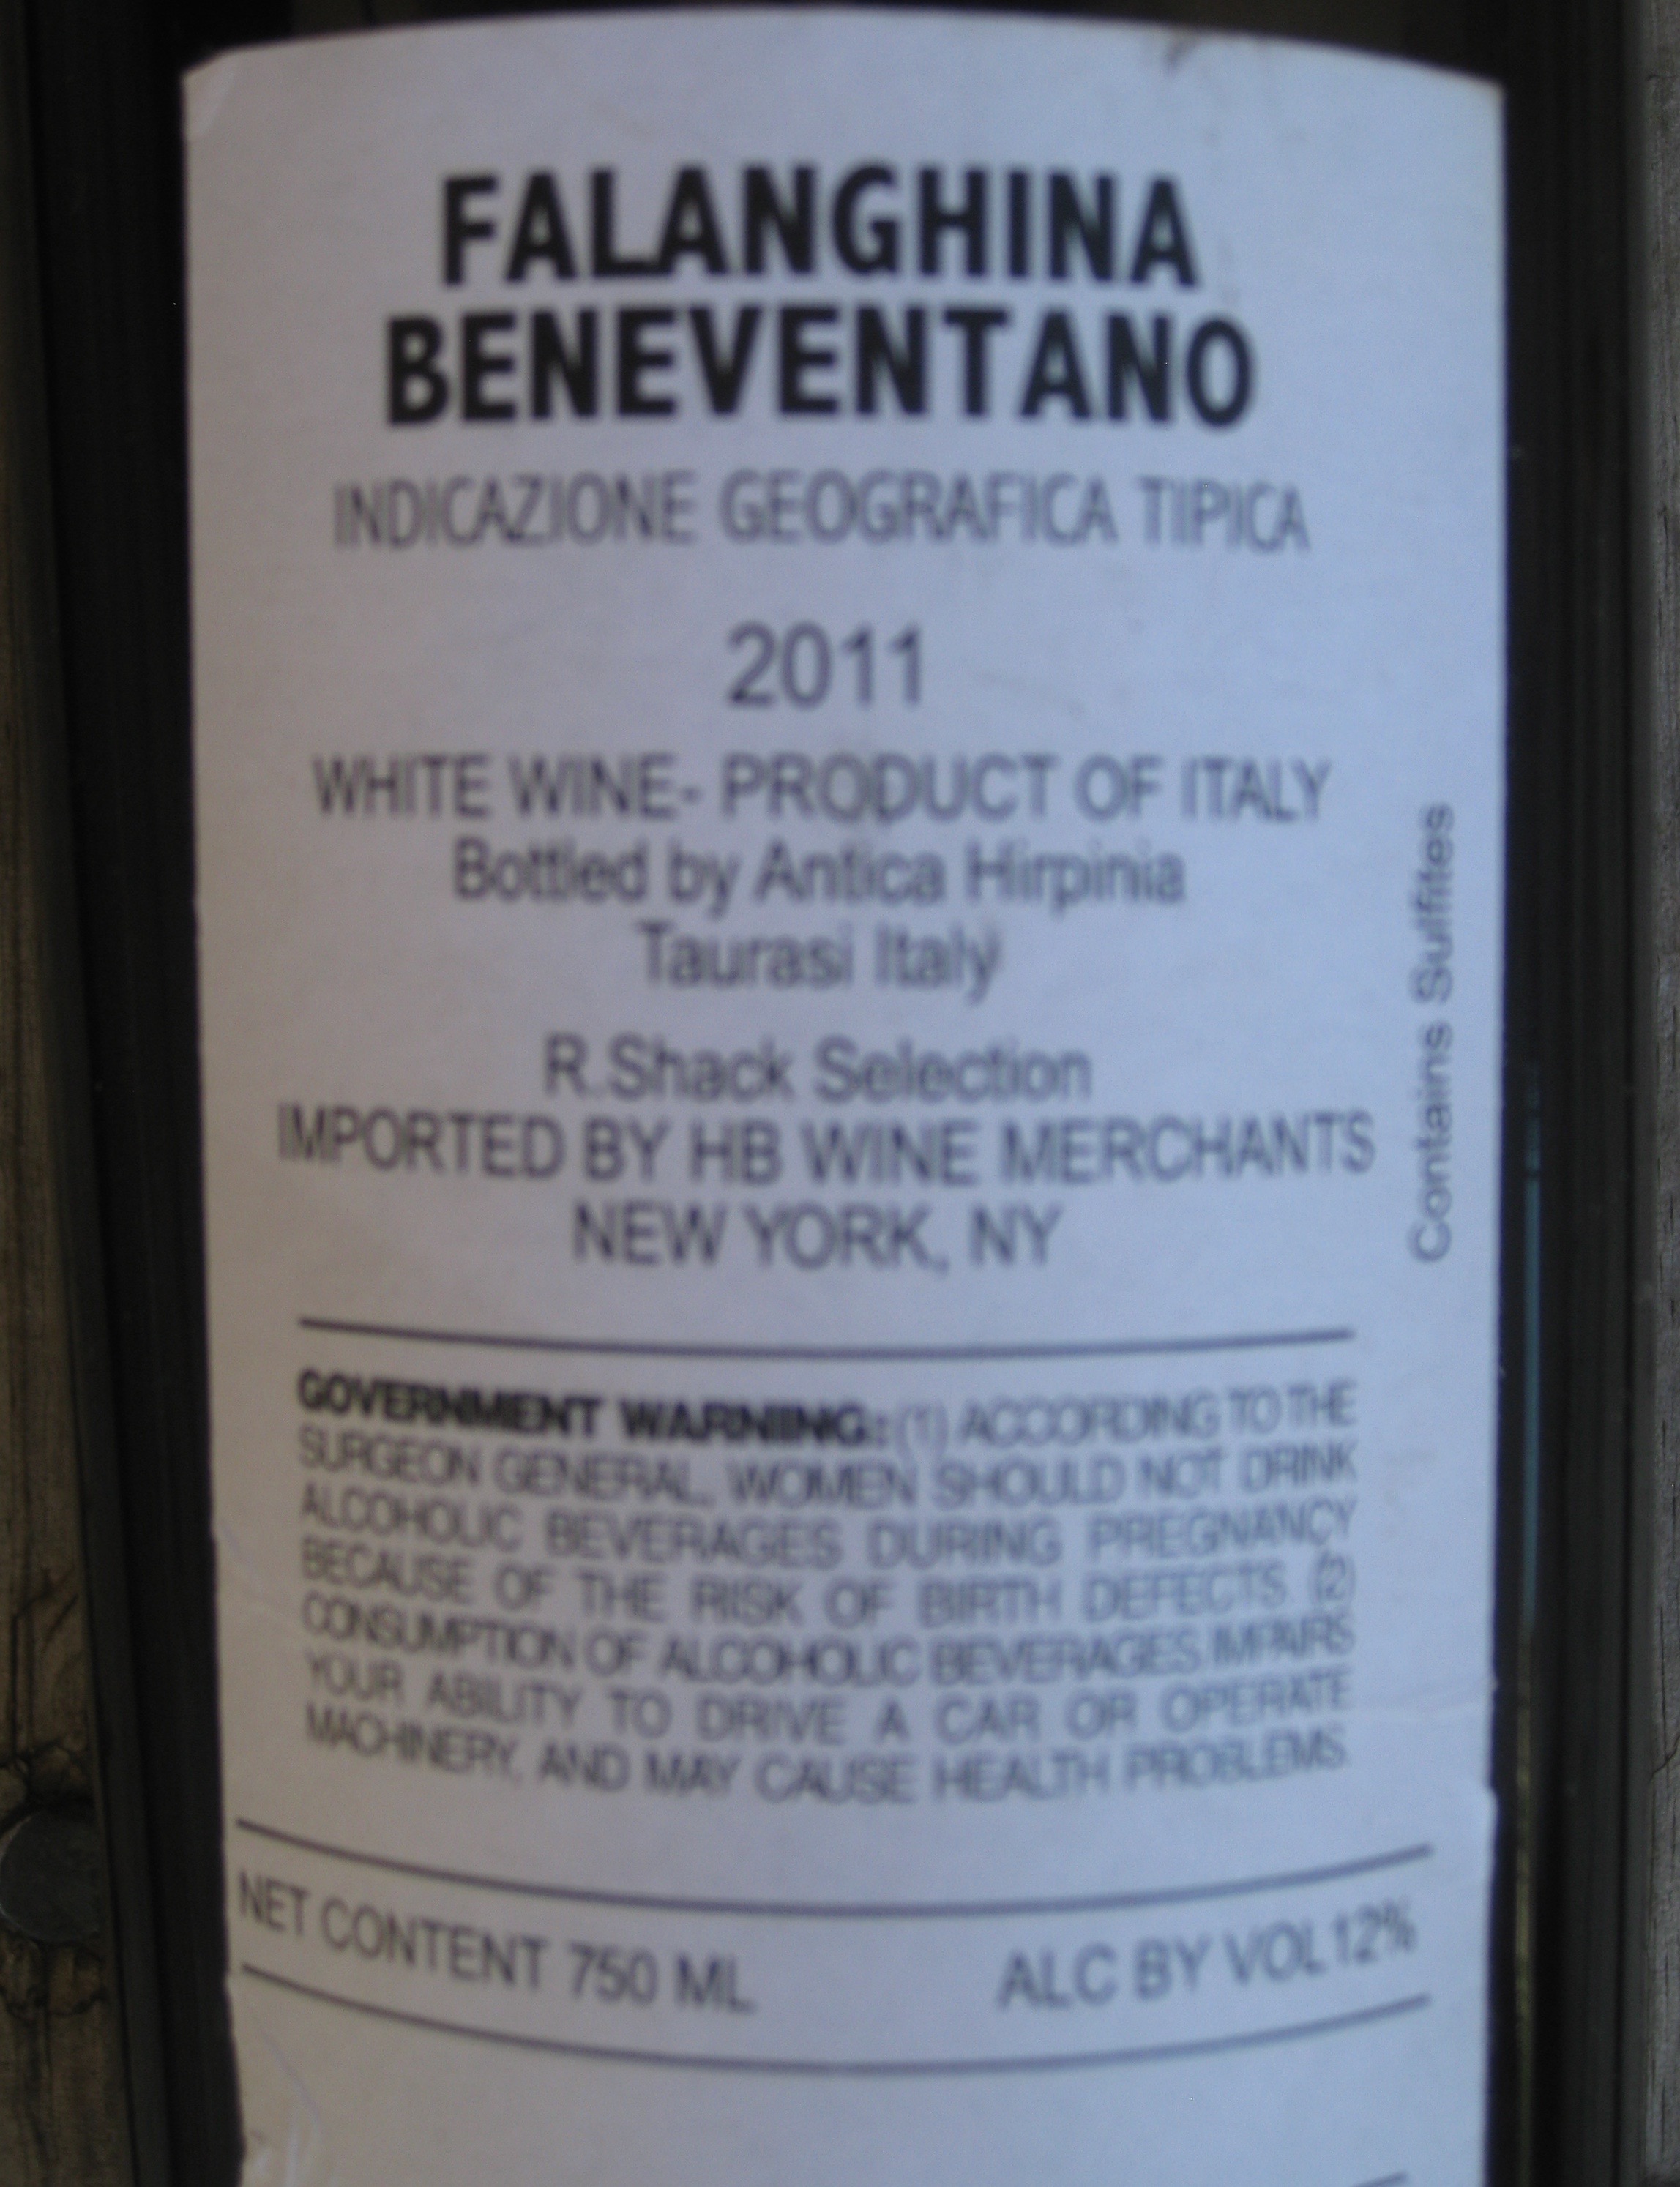 FALANGHINA
BENEVENTANO
INDICAZIONE GEOGRAFICA TIPICA
2011
WHITE WINE- PRODUCT OF ITALY
Bottled by Antica Hirpinia
Taurasi Italy
R.Shack Selection
IMPORTED BY HB WINE MERCHANTS
NEW YORK, NY
Contains Sulfites
GOVERNMENT WARNING: (1) ACCORDING TO THE
SURGEON GENERAL, WOMEN SHOULD NOT DRINK
ALCOHOLIC BEVERAGES DURING PREGNANCY
BECAUSE OF THE RISK OF BIRTH DEFECTS. (2)
CONSUMPTION OF ALCOHOLIC BEVERAGES IMPAIRS
YOUR ABILITY TO DRIVE A CAR OR OPERATE
MACHINERY, AND MAY CAUSE HEALTH PROBLEMS.
NET CONTENT 750 ML
ALC BY VOL 12%